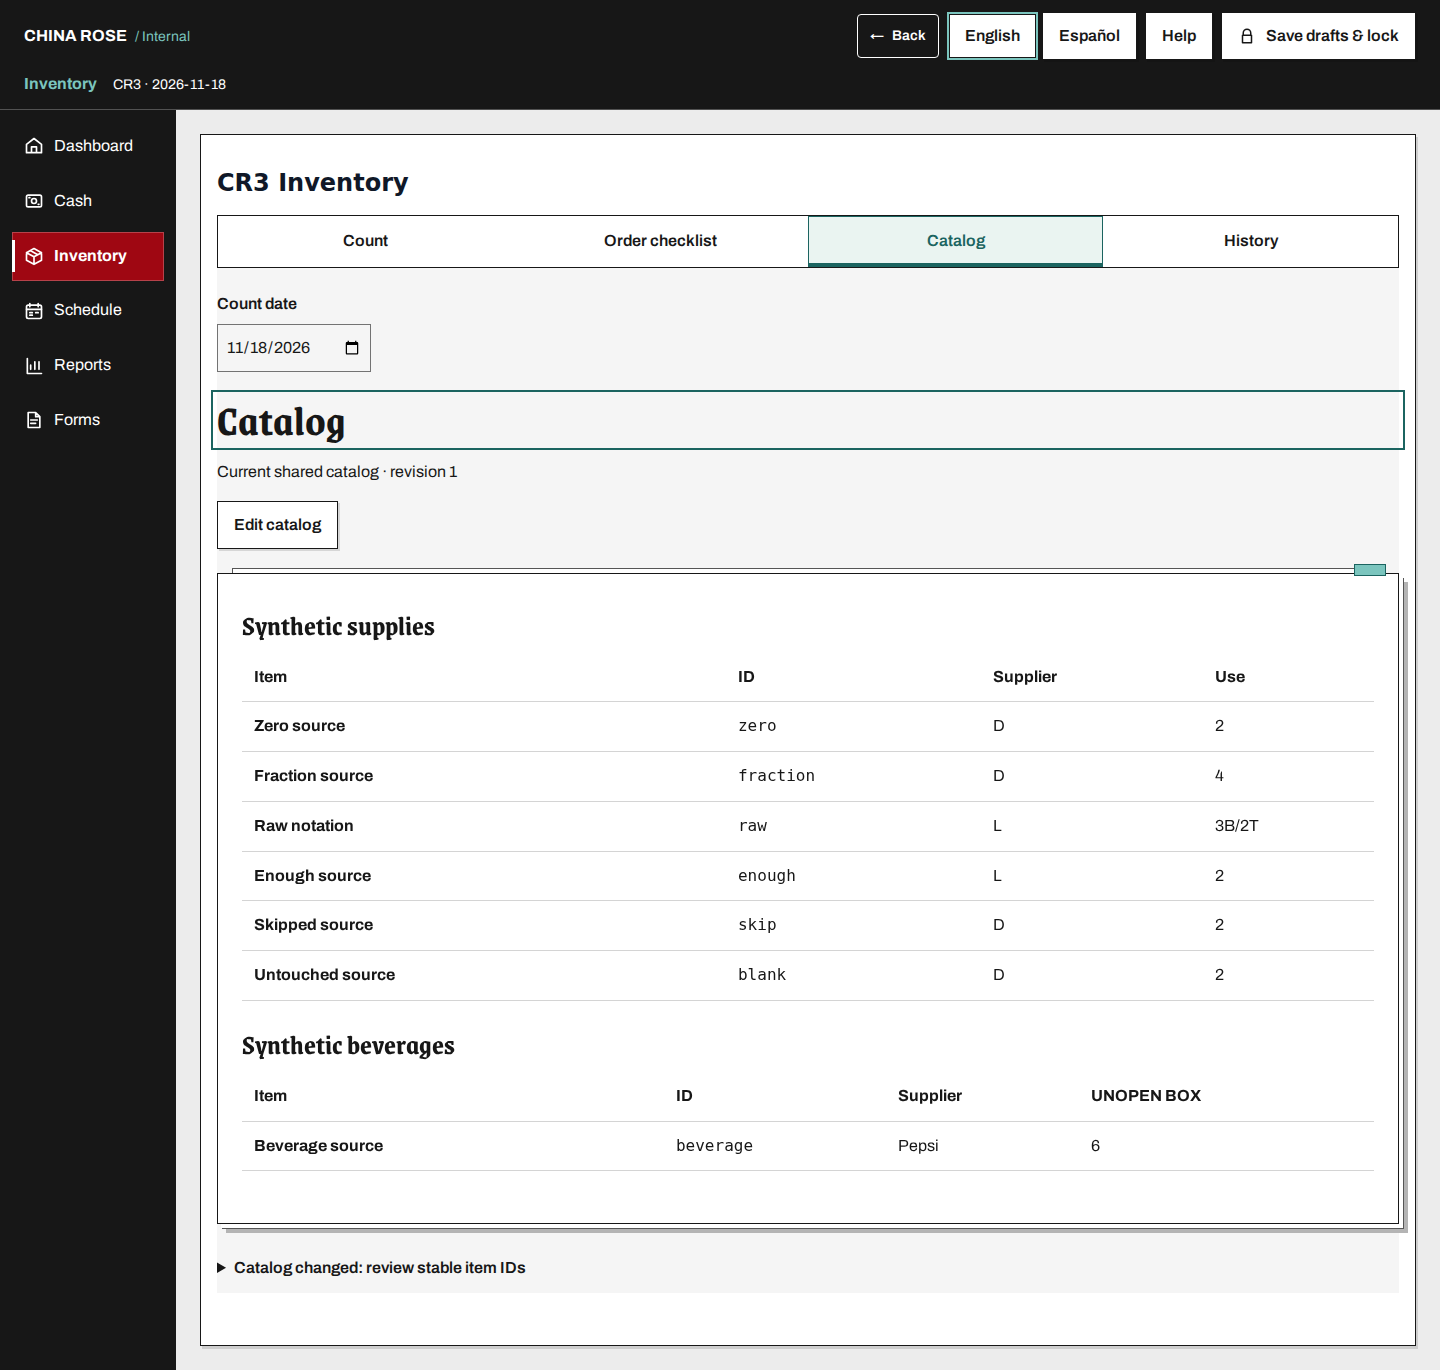 CHINA ROSE / Internal
← Back
English
Español
Help
Save drafts & lock
Inventory CR3 · 2026-11-18
Dashboard
Cash
Inventory
Schedule
Reports
Forms
CR3 Inventory
Count Order checklist Catalog History
Count date
11/18/2026
Catalog
Current shared catalog · revision 1
Edit catalog
Synthetic supplies
Item ID Supplier Use
Zero source zero D 2
Fraction source fraction D 4
Raw notation raw L 3B/2T
Enough source enough L 2
Skipped source skip D 2
Untouched source blank D 2
Synthetic beverages
Item ID Supplier UNOPEN BOX
Beverage source beverage Pepsi 6
Catalog changed: review stable item IDs